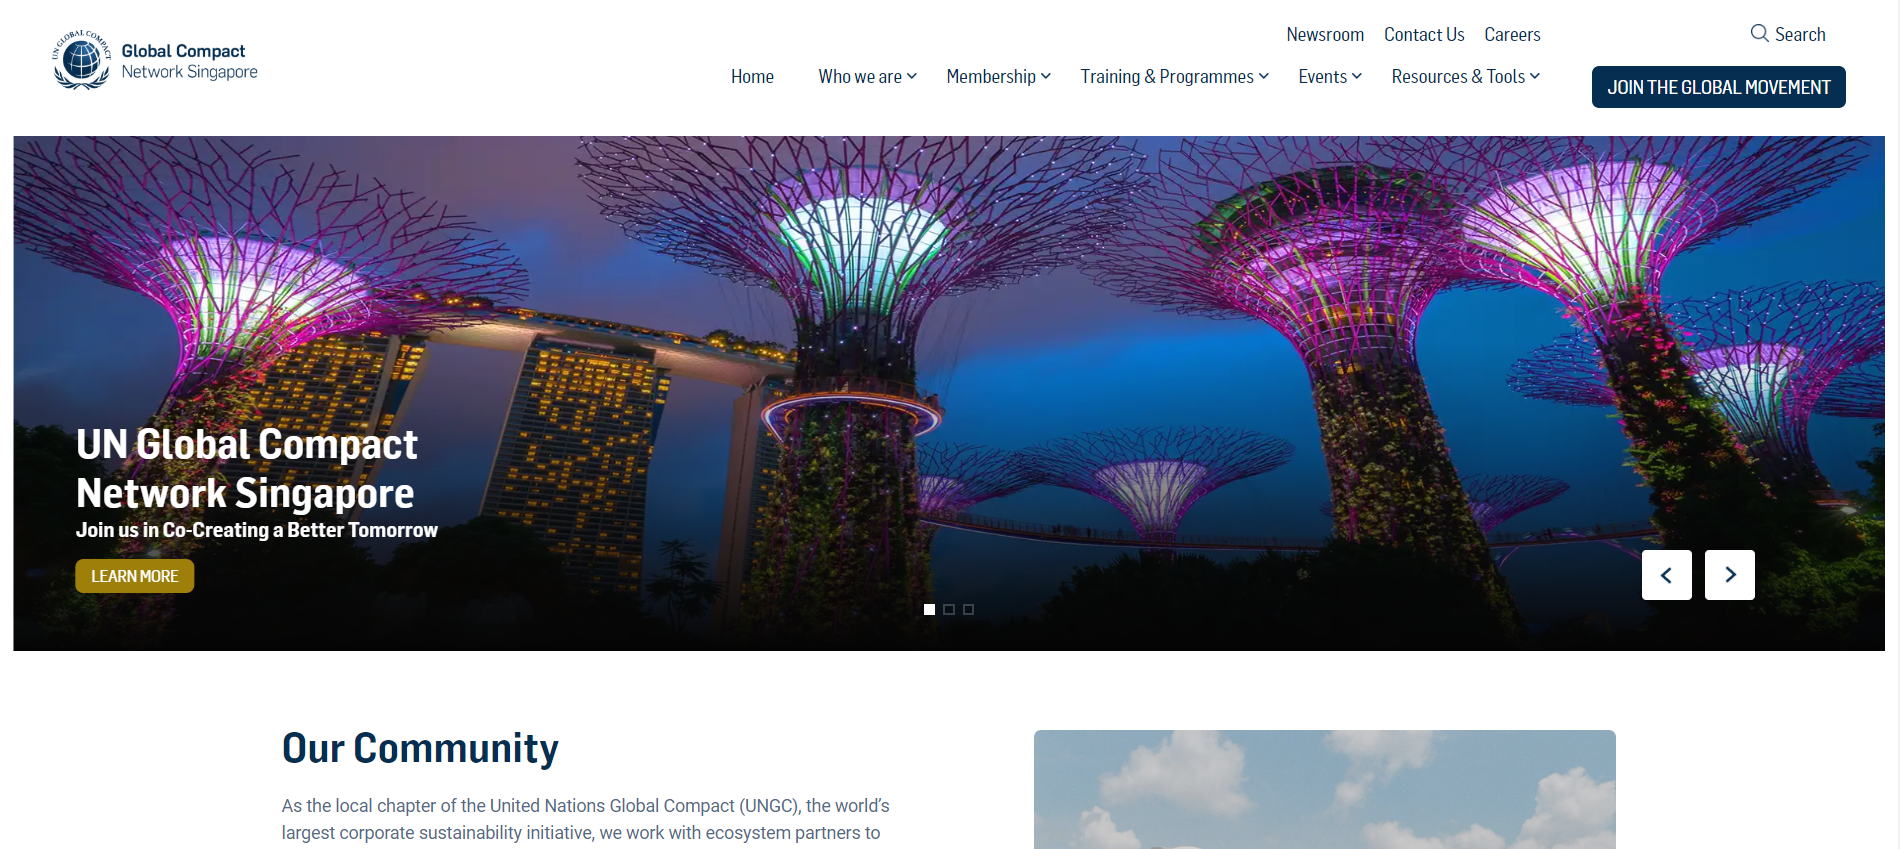 UN GLOBAL COMPACT
Global Compact
Network Singapore
Newsroom Contact Us Careers
Search
Home Who we are Membership Training & Programmes Events Resources & Tools
JOIN THE GLOBAL MOVEMENT
UN Global Compact
Network Singapore
Join us in Co-Creating a Better Tomorrow
LEARN MORE
Our Community
As the local chapter of the United Nations Global Compact (UNGC), the world’s
largest corporate sustainability initiative, we work with ecosystem partners to